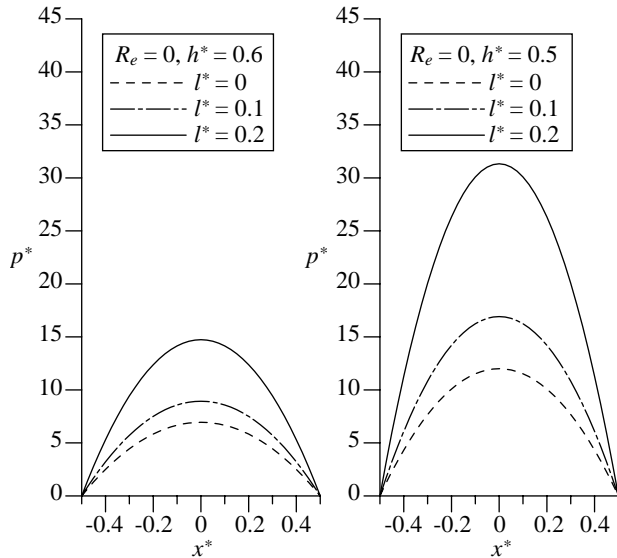 45
40
35
30
25
20
15
10
5
0
p*
R_e = 0, h* = 0.6
l* = 0
l* = 0.1
l* = 0.2
-0.4 -0.2 0 0.2 0.4
x*
45
40
35
30
25
20
15
10
5
0
p*
R_e = 0, h* = 0.5
l* = 0
l* = 0.1
l* = 0.2
-0.4 -0.2 0 0.2 0.4
x*